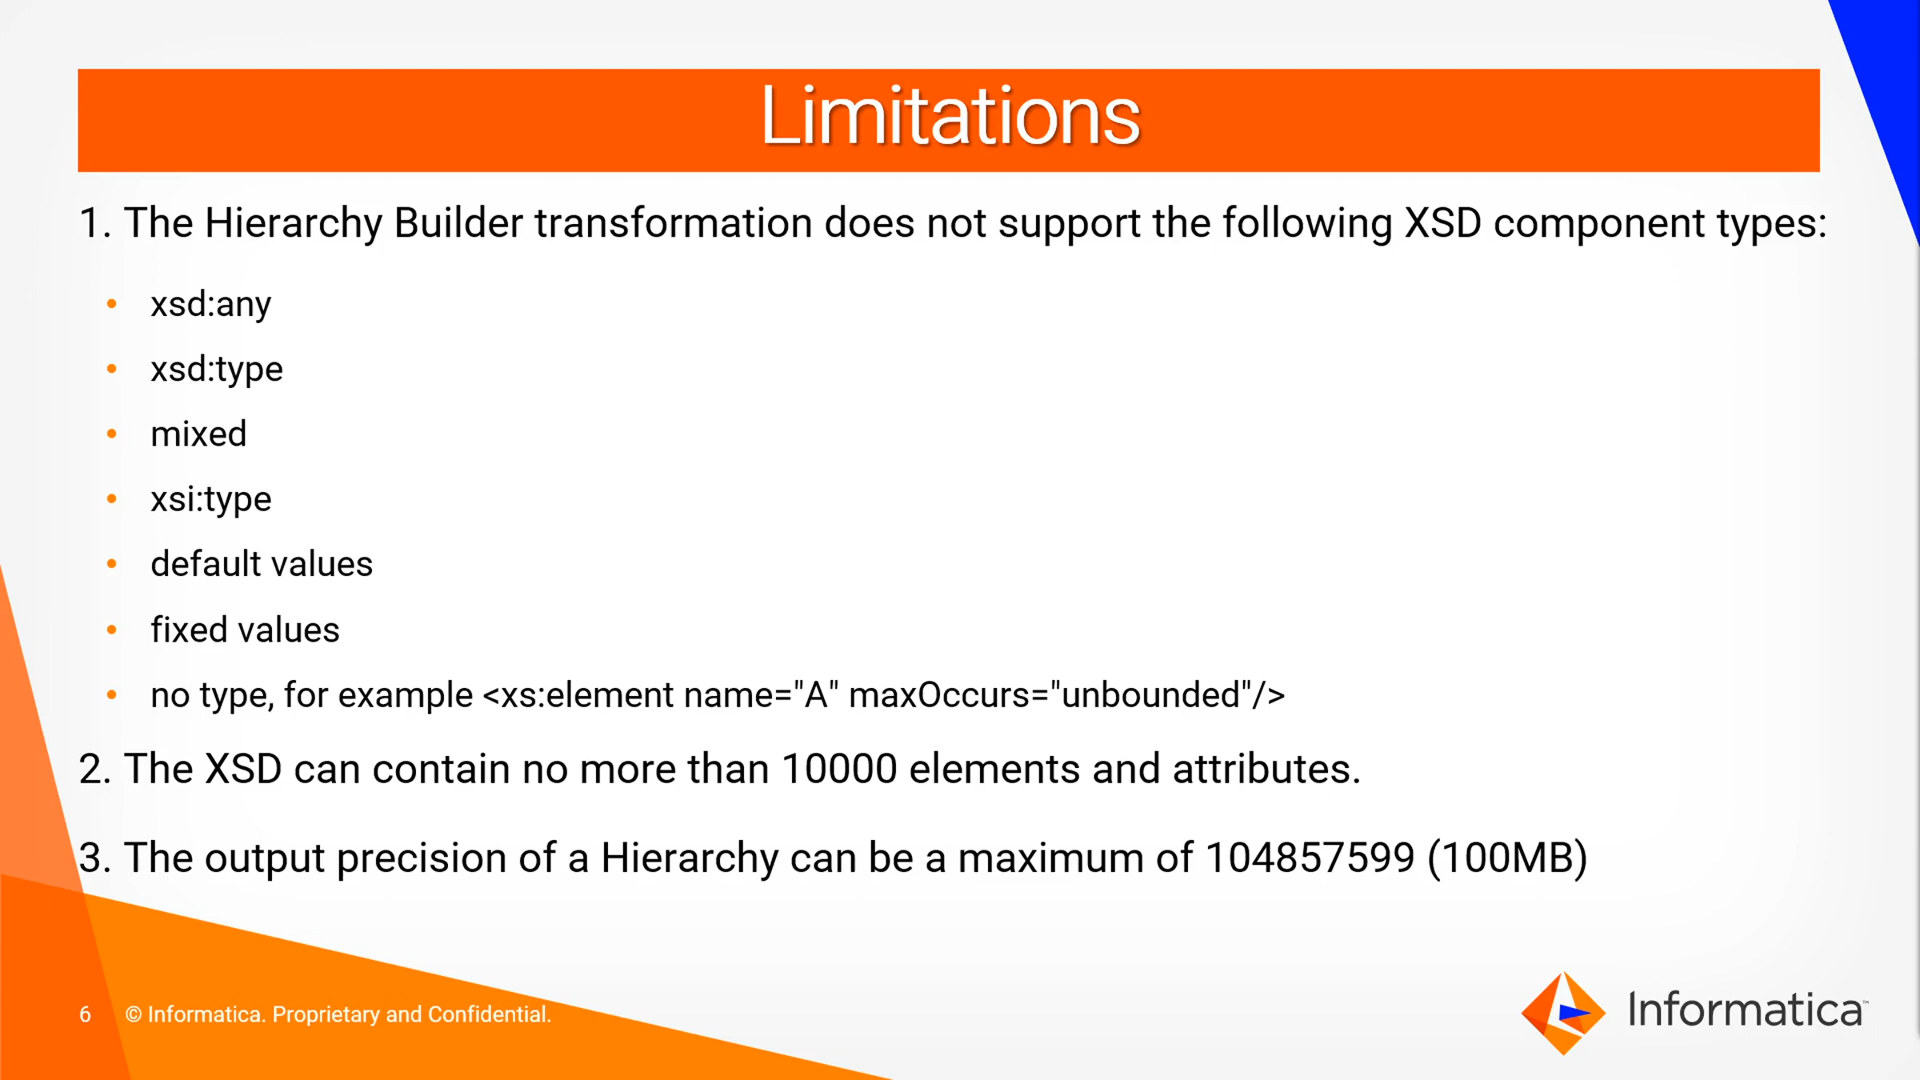 Limitations
1. The Hierarchy Builder transformation does not support the following XSD component types:
• xsd:any
• xsd:type
• mixed
• xsi:type
• default values
• fixed values
• no type, for example <xs:element name="A" maxOccurs="unbounded"/>
2. The XSD can contain no more than 10000 elements and attributes.
3. The output precision of a Hierarchy can be a maximum of 104857599 (100MB)
6 © Informatica. Proprietary and Confidential.
Informatica™